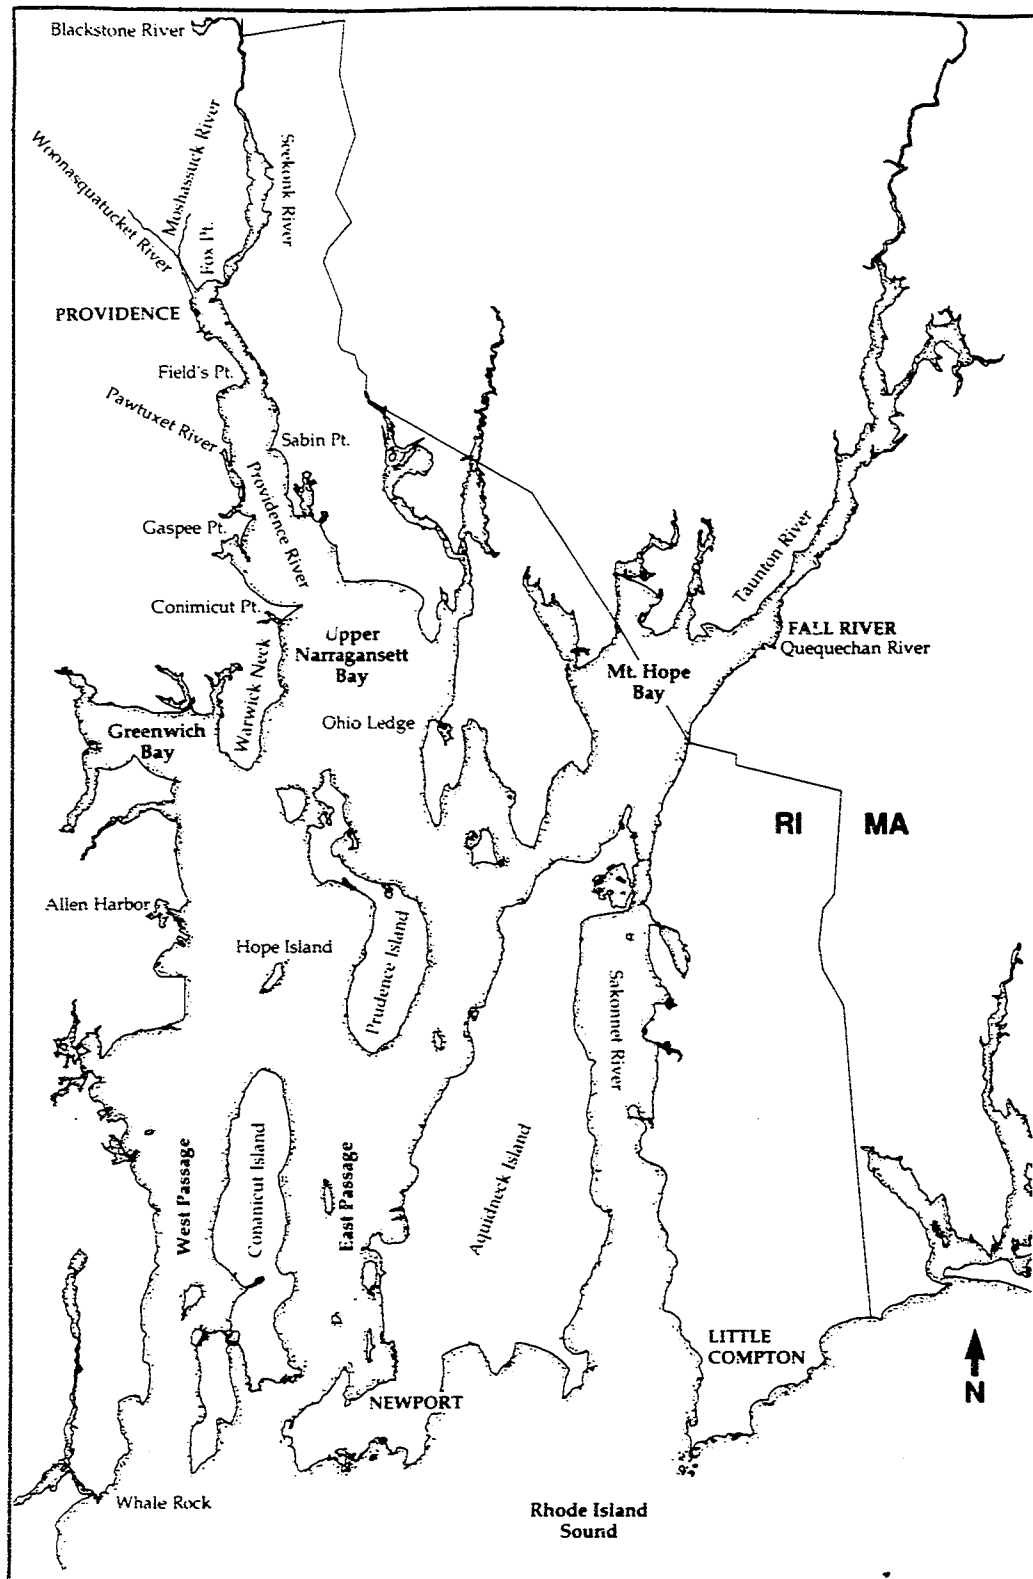 Blackstone River
Moshassuck River
Woonasquatucket River
Seekonk River
Fox Pt.
PROVIDENCE
Field's Pt.
Pawtuxet River
Sabin Pt.
Providence River
Gaspee Pt.
Taunton River
Conimicut Pt.
FALL RIVER
Quequechan River
Upper
Narragansett
Bay
Mt. Hope
Bay
Warwick Neck
Greenwich
Bay
Ohio Ledge
RI
MA
Allen Harbor
Hope Island
Prudence Island
Sakonnet River
West Passage
Conanicut Island
East Passage
Aquidneck Island
LITTLE
COMPTON
N
NEWPORT
Whale Rock
Rhode Island
Sound